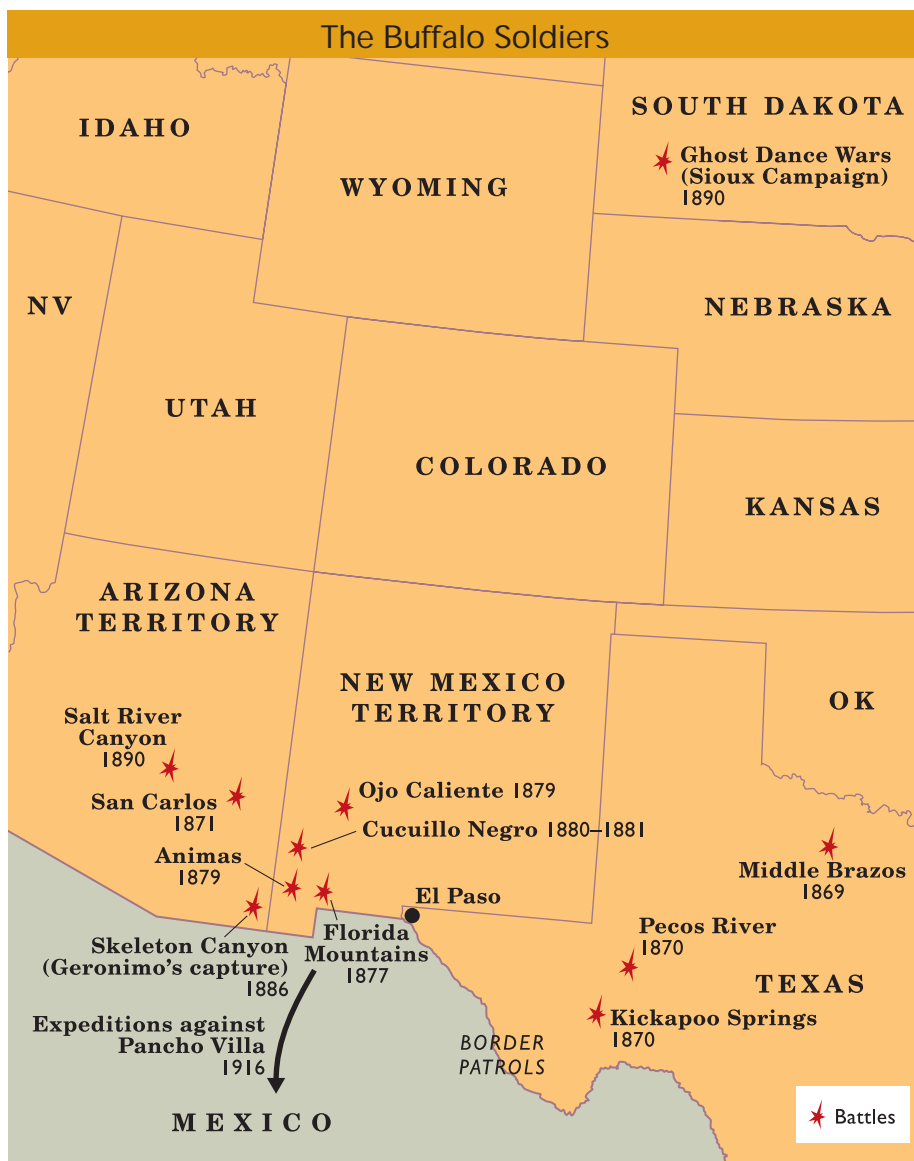 The Buffalo Soldiers
IDAHO
WYOMING
SOUTH DAKOTA
Ghost Dance Wars
(Sioux Campaign)
1890
NV
NEBRASKA
UTAH
COLORADO
KANSAS
ARIZONA
TERRITORY
NEW MEXICO
TERRITORY
OK
Salt River
Canyon
1890
San Carlos
1871
Ojo Caliente 1879
Cucuillo Negro 1880–1881
Animas
1879
Middle Brazos
1869
El Paso
Skeleton Canyon
(Geronimo's capture)
1886
Florida
Mountains
1877
Pecos River
1870
TEXAS
Kickapoo Springs
1870
Expeditions against
Pancho Villa
1916
BORDER
PATROLS
MEXICO
Battles